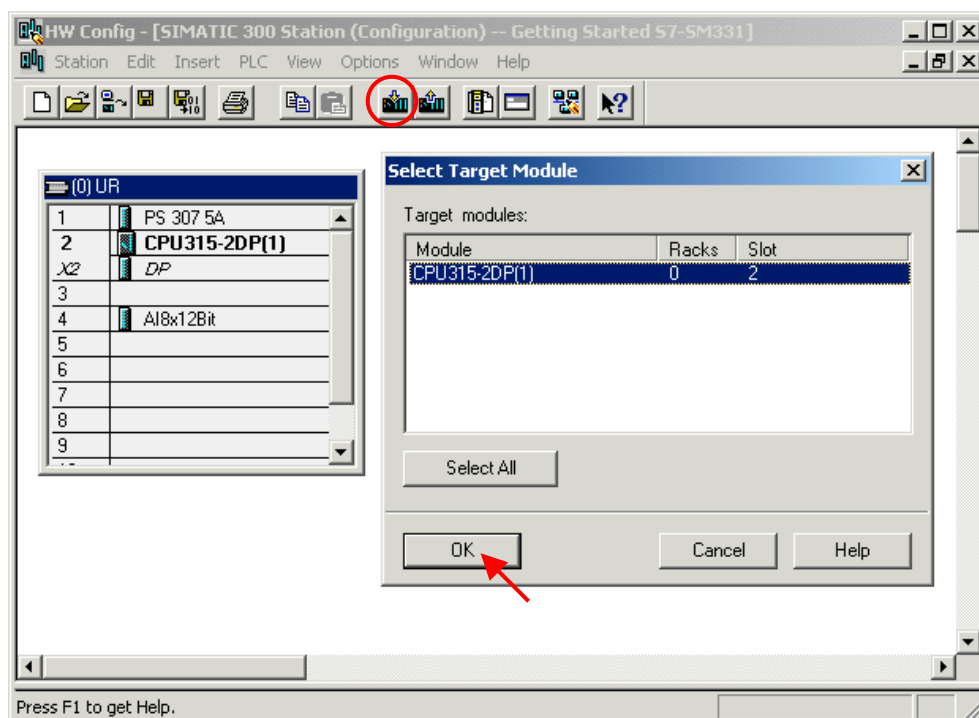 HW Config - [SIMATIC 300 Station (Configuration) -- Getting Started S7-SM331]
Station Edit Insert PLC View Options Window Help
(0) UR
1 PS 307 5A
2 CPU315-2DP(1)
X2 DP
3
4 AI8x12Bit
5
6
7
8
9
Select Target Module
Target modules:
Module Racks Slot
CPU315-2DP(1) 0 2
Select All
OK Cancel Help
Press F1 to get Help.